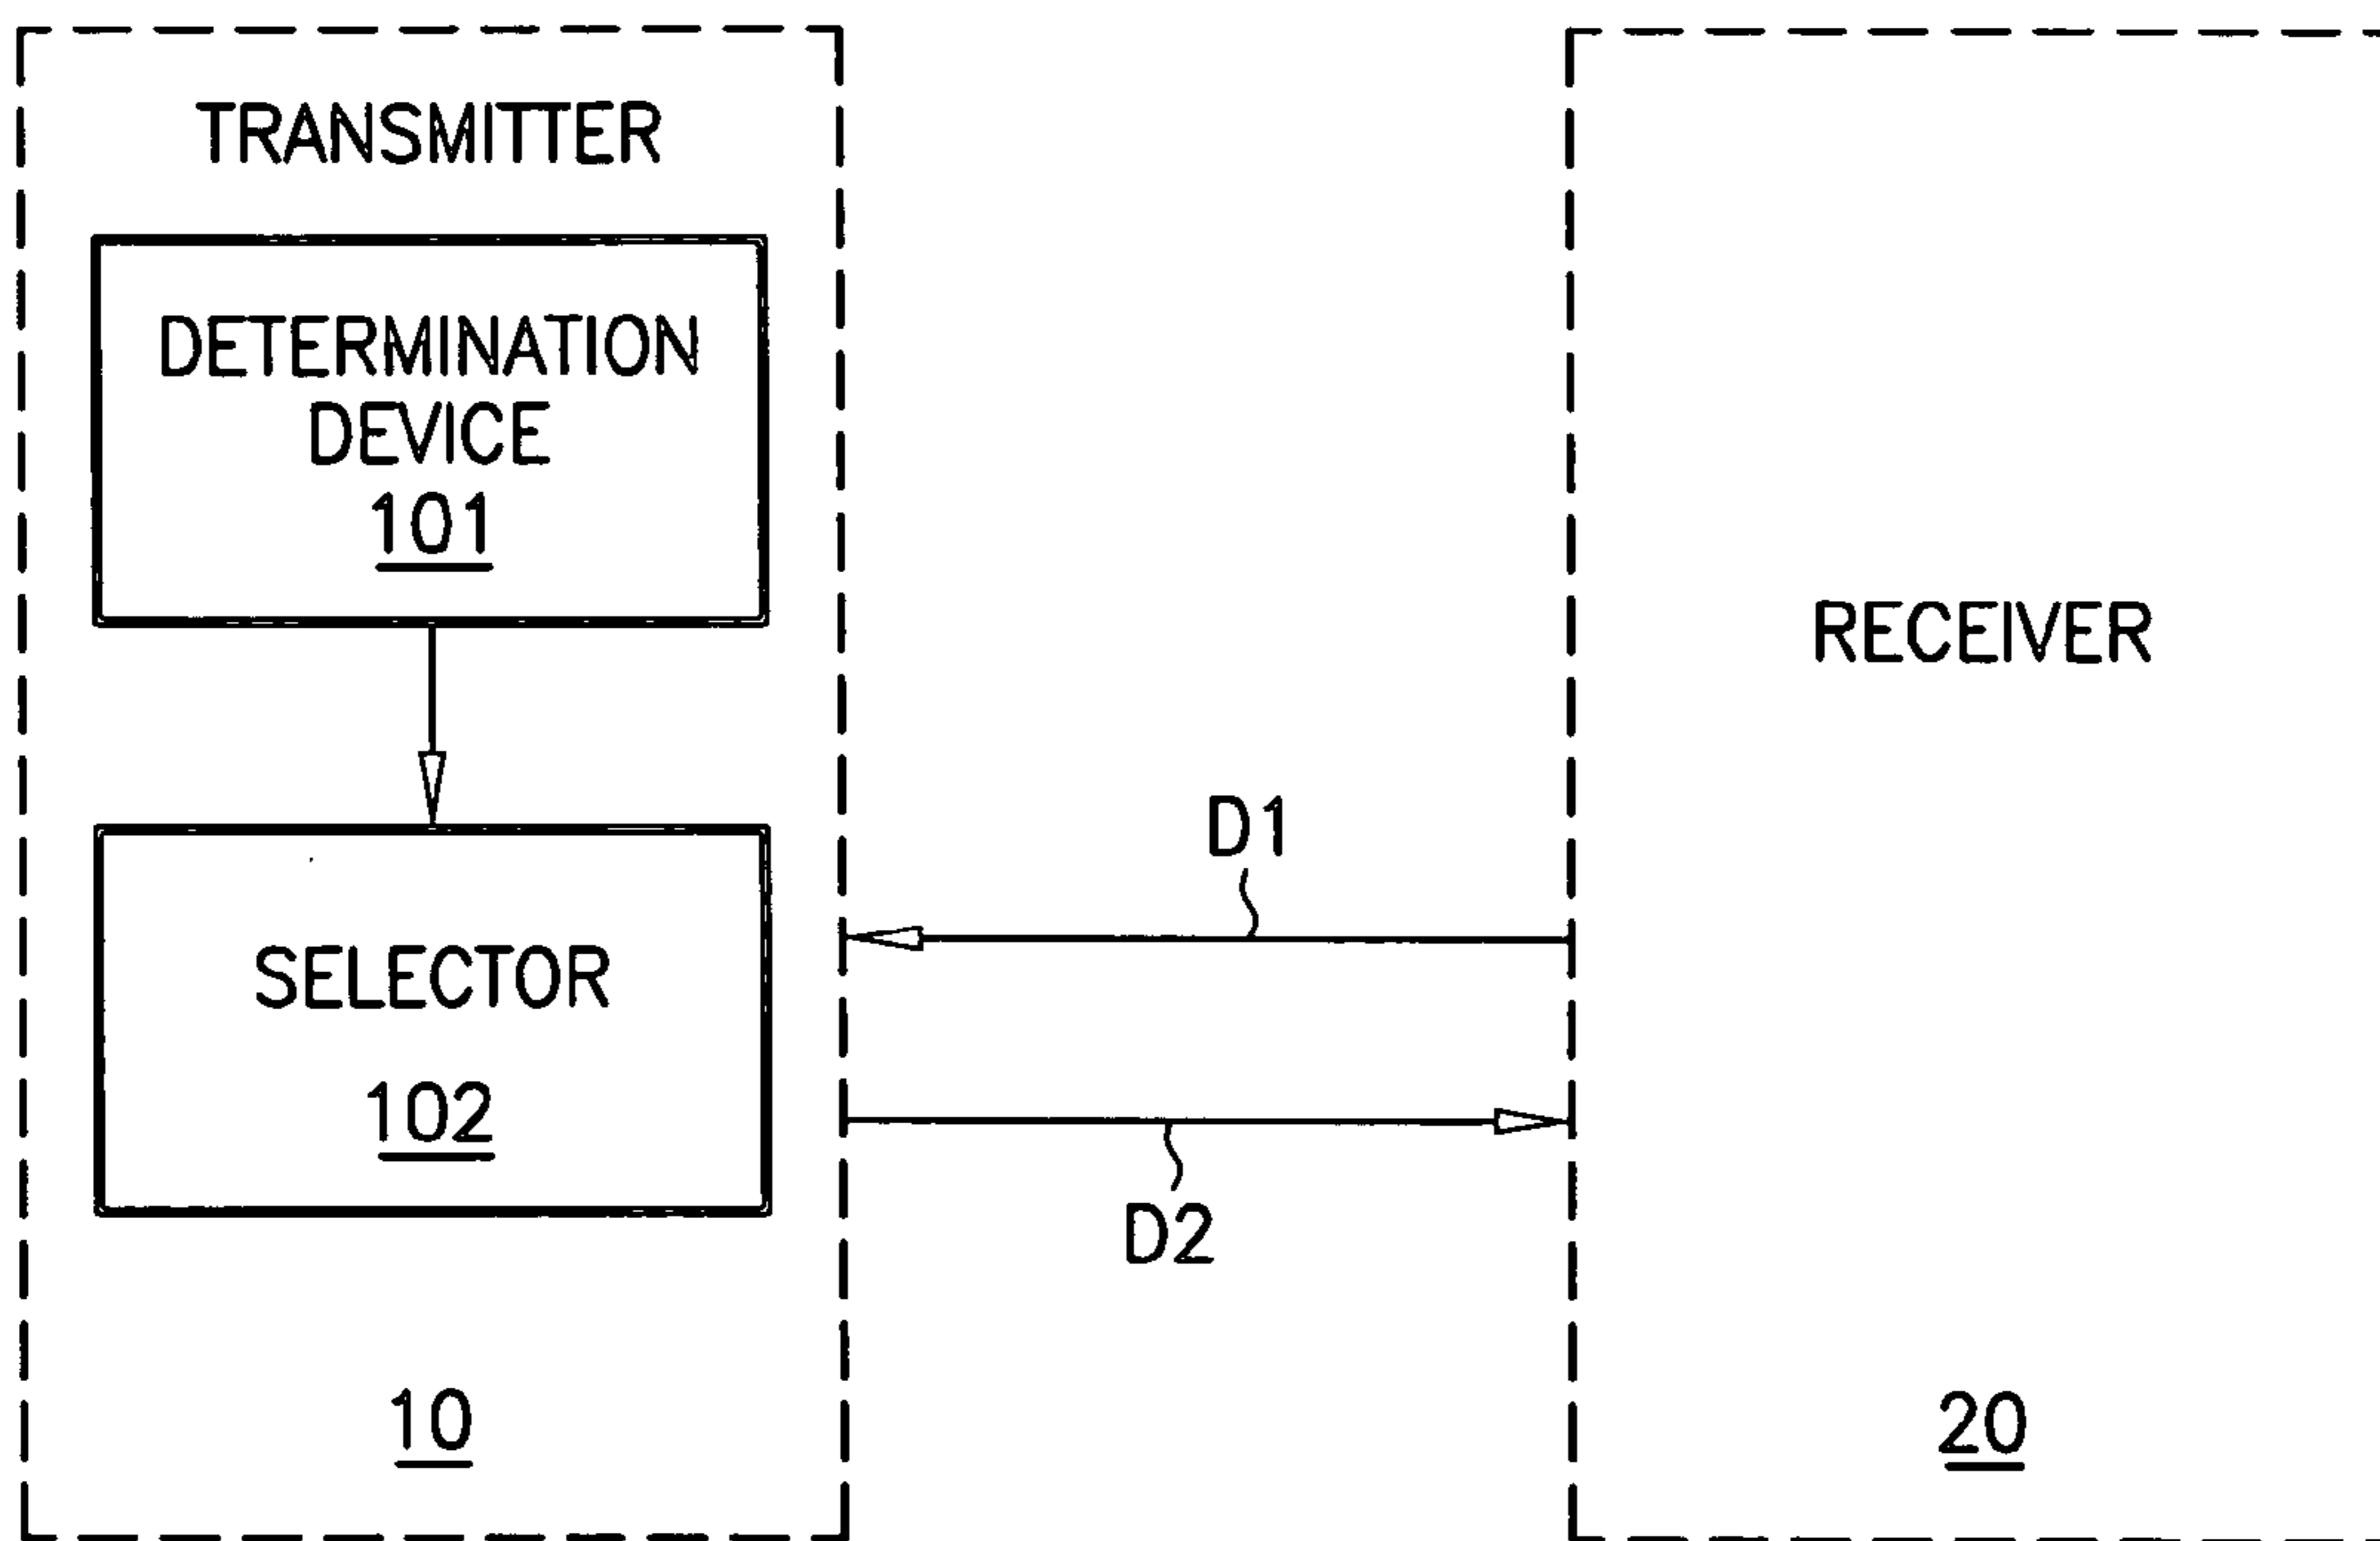 TRANSMITTER
DETERMINATION
DEVICE
101
SELECTOR
102
10
D1
D2
RECEIVER
20